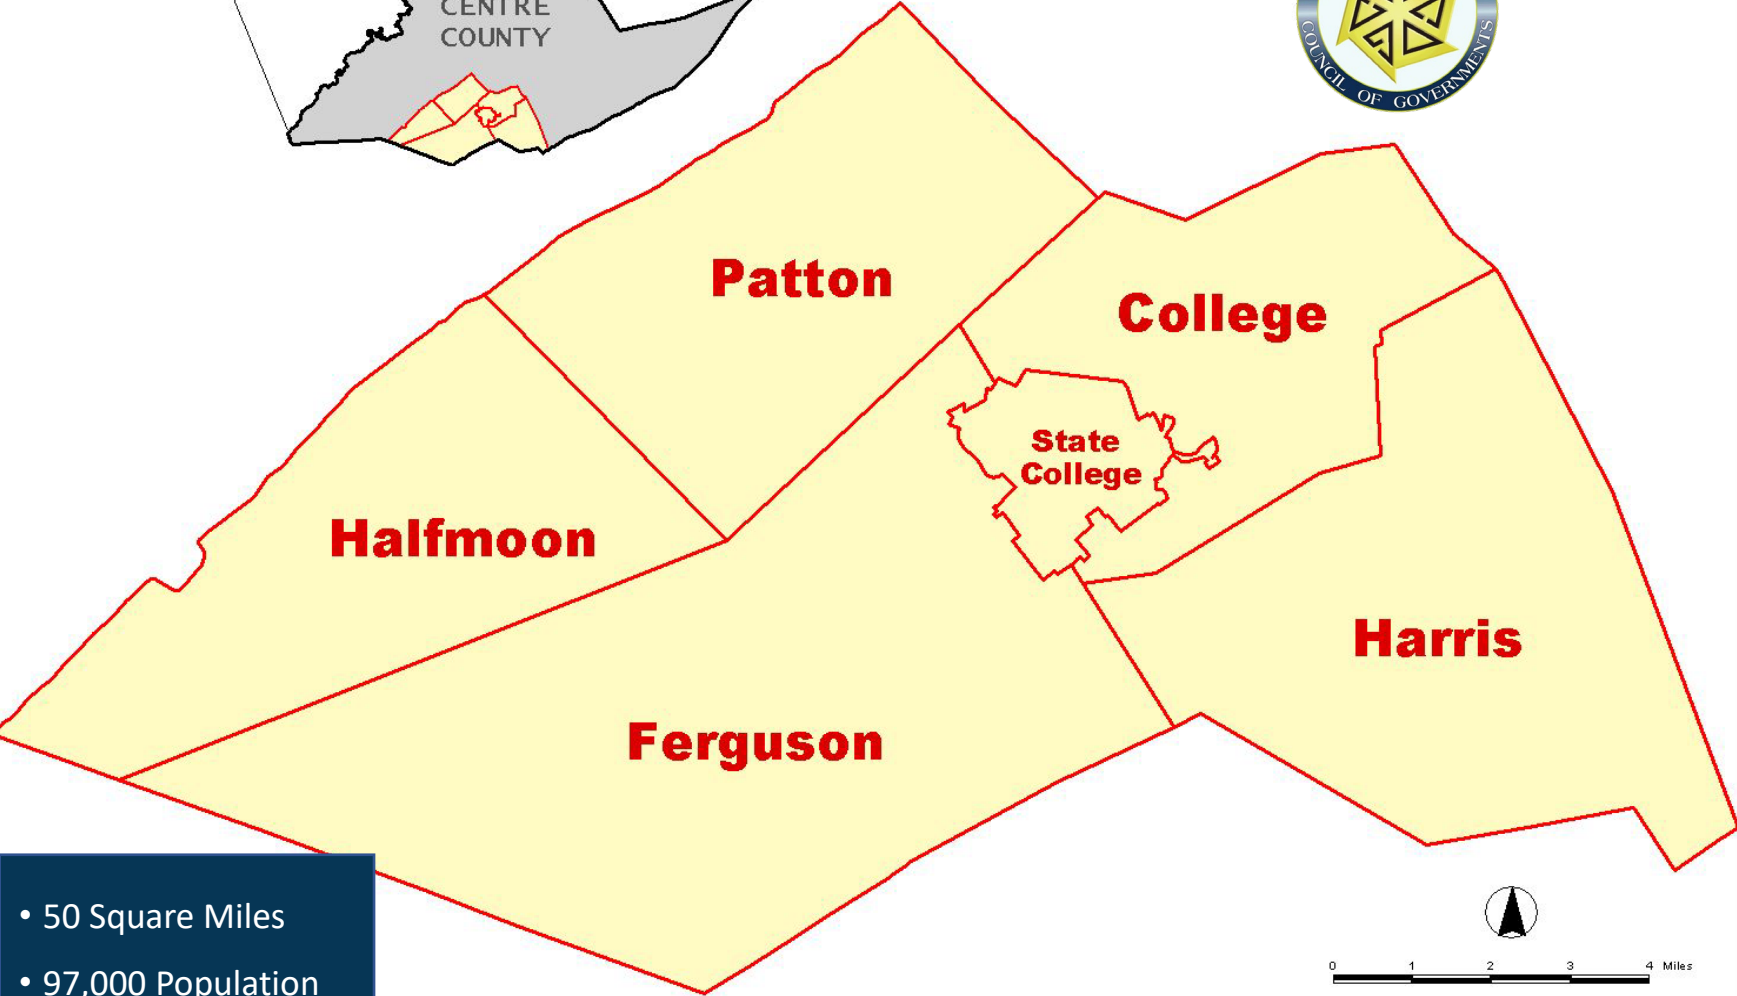 CENTRE
COUNTY
COUNCIL OF GOVERNMENTS
Patton
College
State
College
Halfmoon
Harris
Ferguson
• 50 Square Miles
• 97,000 Population
0 1 2 3 4 Miles